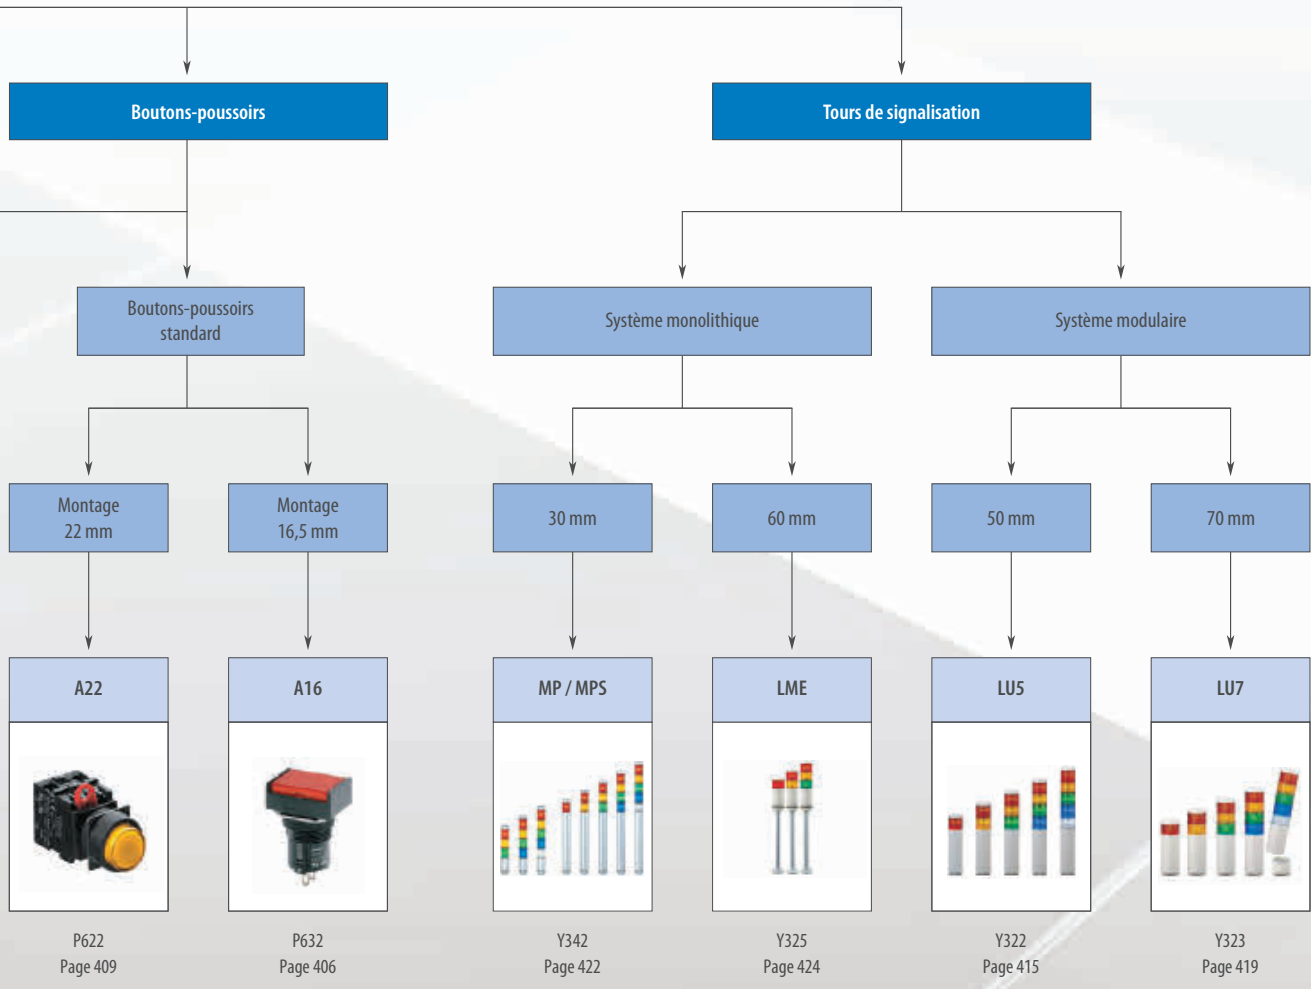 Boutons-poussoirs
Tours de signalisation
Boutons-poussoirs
standard
Système monolithique
Système modulaire
Montage
22 mm
Montage
16,5 mm
30 mm
60 mm
50 mm
70 mm
A22
A16
MP / MPS
LME
LU5
LU7
P622
Page 409
P632
Page 406
Y342
Page 422
Y325
Page 424
Y322
Page 415
Y323
Page 419